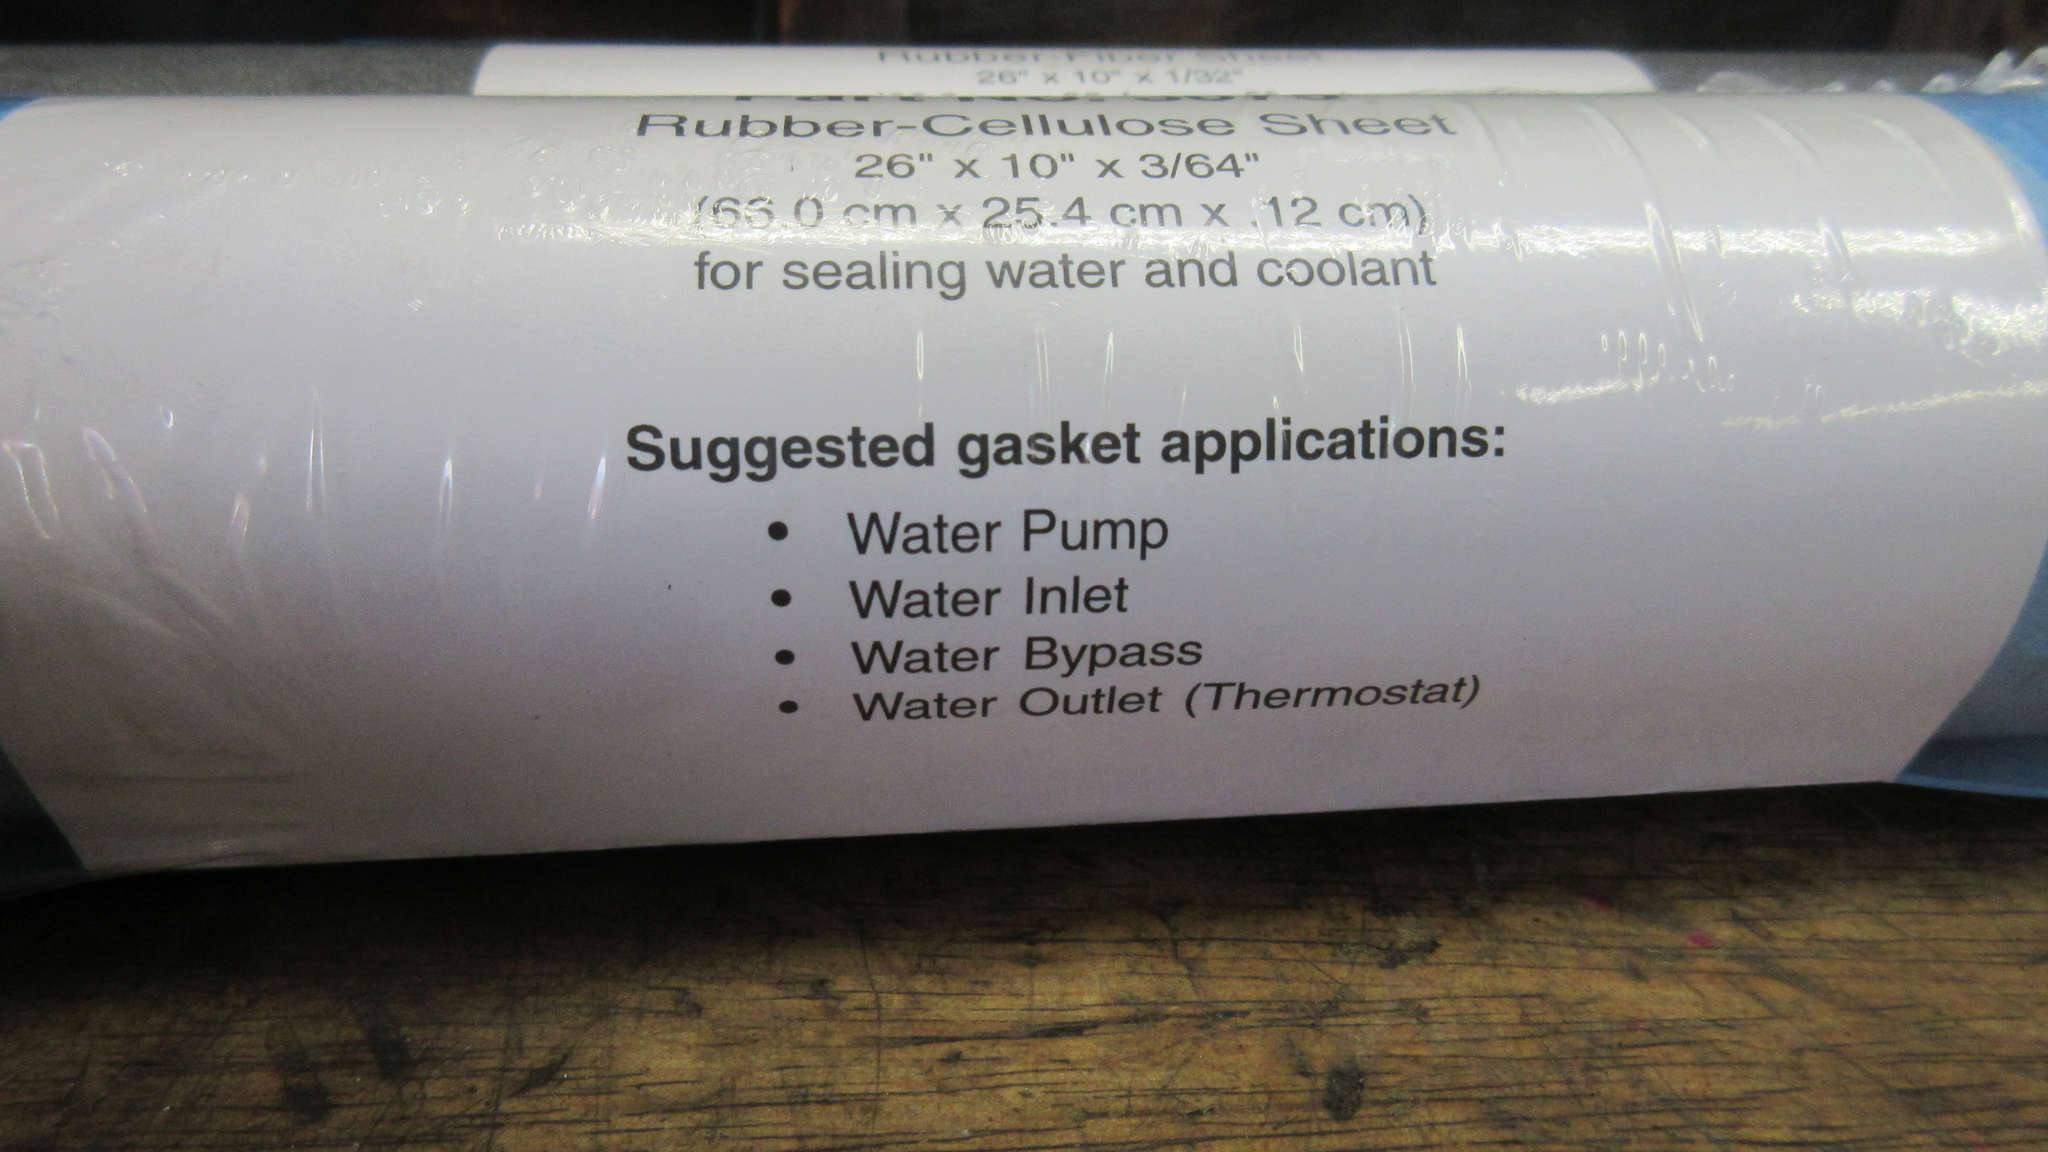 Rubber-Fiber Sheet
26" x 10" x 1/32"
Rubber-Cellulose Sheet
26" x 10" x 3/64"
(66.0 cm x 25.4 cm x .12 cm)
for sealing water and coolant
Suggested gasket applications:
• Water Pump
• Water Inlet
• Water Bypass
• Water Outlet (Thermostat)